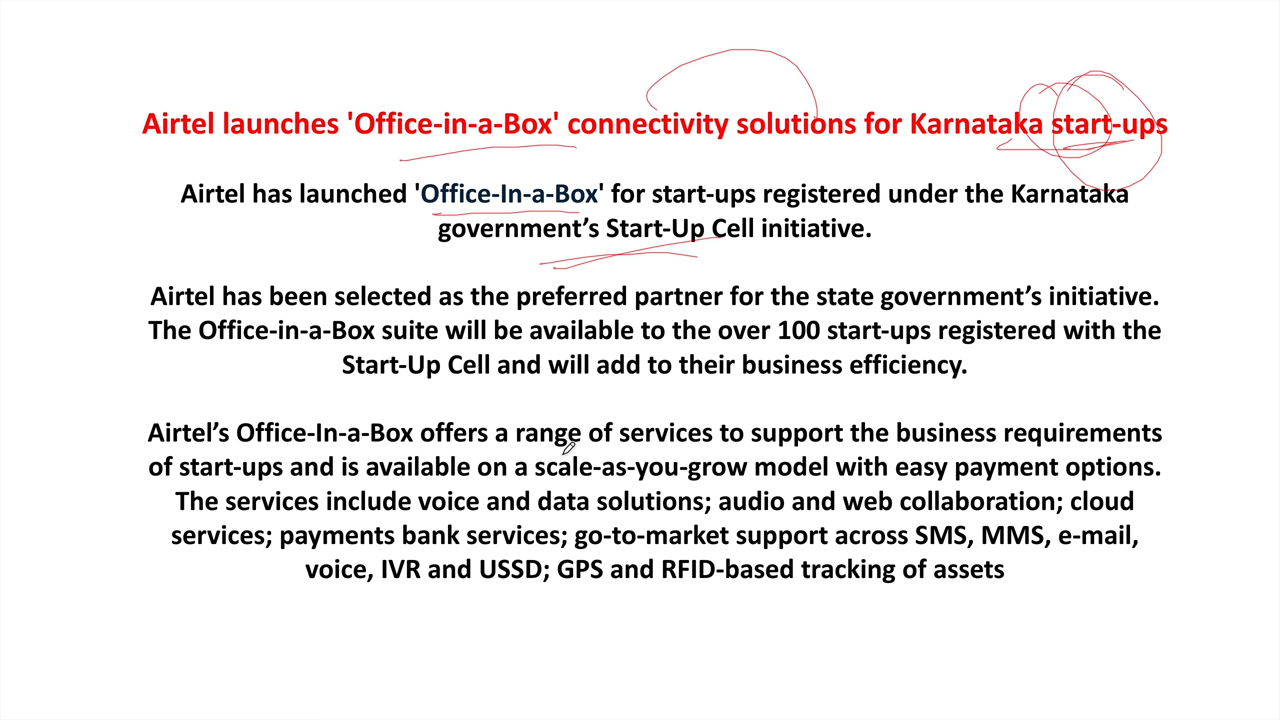 Airtel launches 'Office-in-a-Box' connectivity solutions for Karnataka start-ups
Airtel has launched 'Office-In-a-Box' for start-ups registered under the Karnataka
government’s Start-Up Cell initiative.
Airtel has been selected as the preferred partner for the state government’s initiative.
The Office-in-a-Box suite will be available to the over 100 start-ups registered with the
Start-Up Cell and will add to their business efficiency.
Airtel’s Office-In-a-Box offers a range of services to support the business requirements
of start-ups and is available on a scale-as-you-grow model with easy payment options.
The services include voice and data solutions; audio and web collaboration; cloud
services; payments bank services; go-to-market support across SMS, MMS, e-mail,
voice, IVR and USSD; GPS and RFID-based tracking of assets